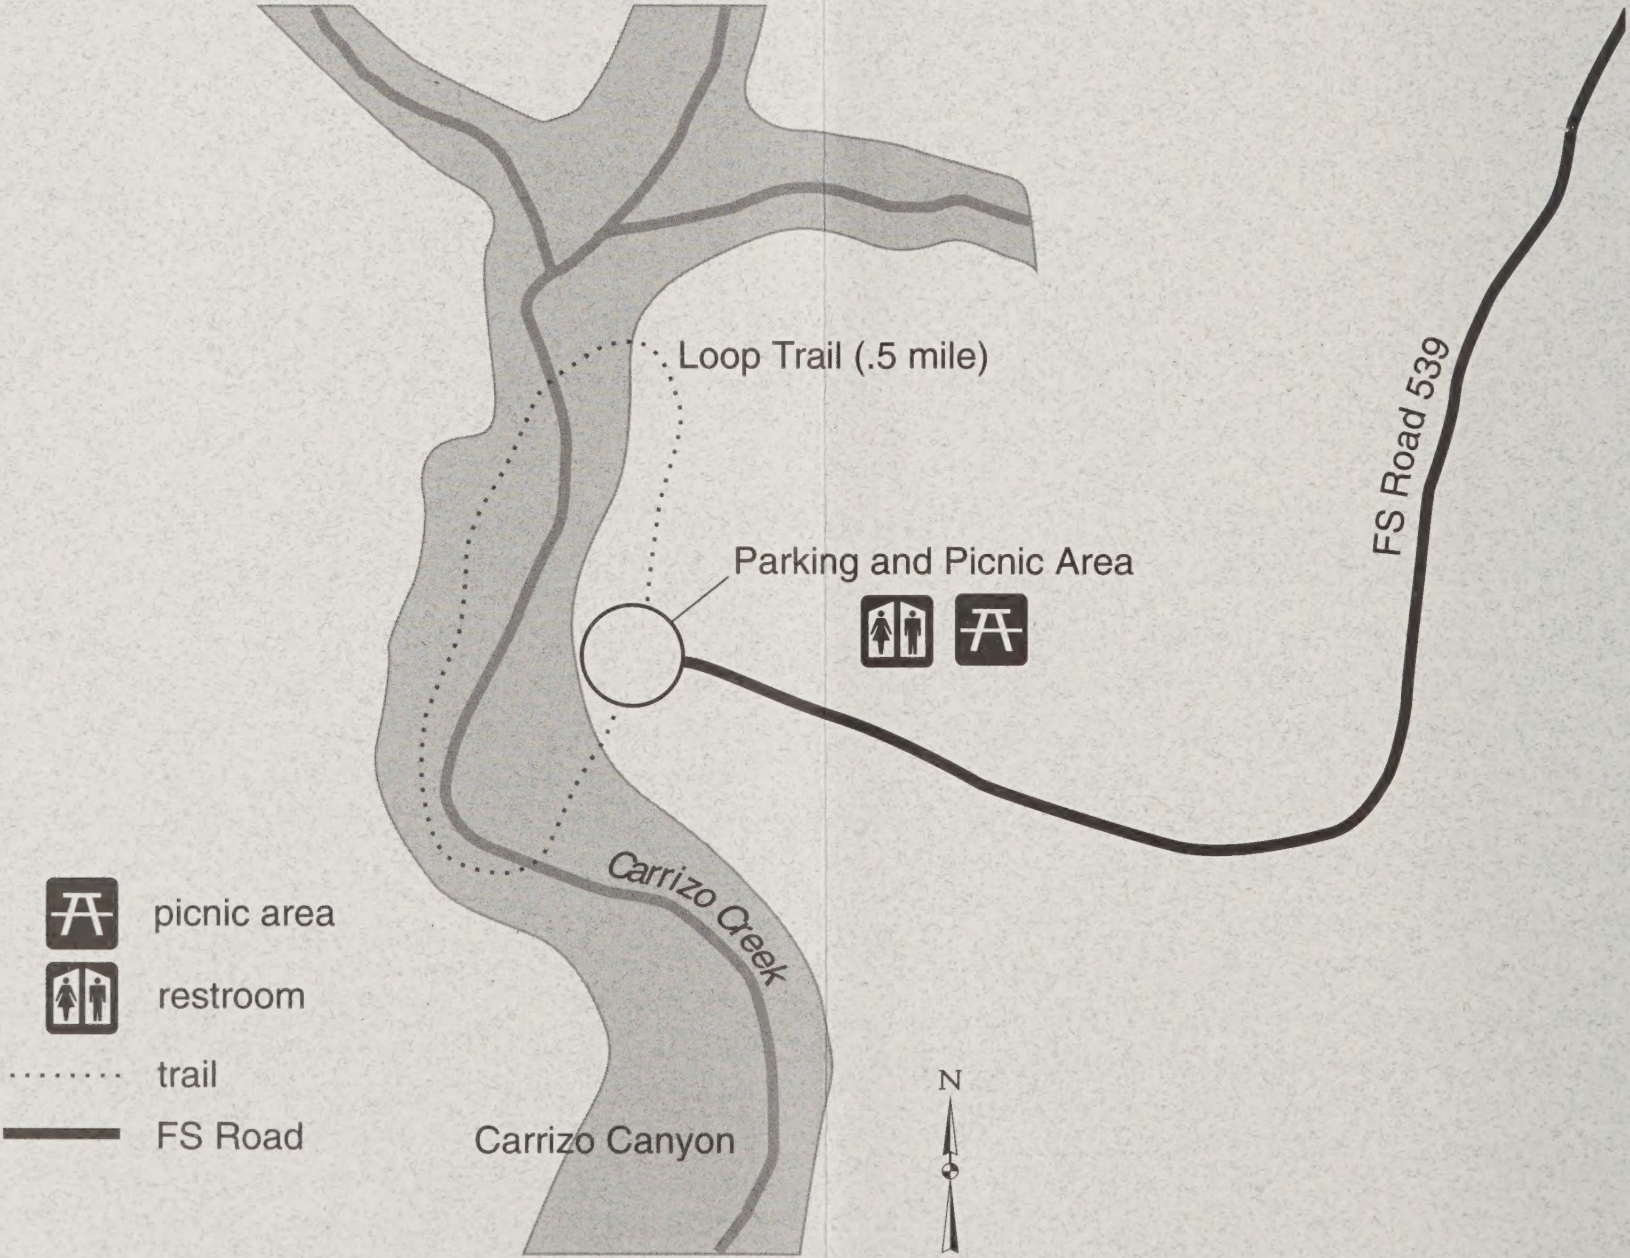 Loop Trail (.5 mile)
FS Road 539
Parking and Picnic Area
Carrizo Creek
picnic area
restroom
trail
FS Road
Carrizo Canyon
N